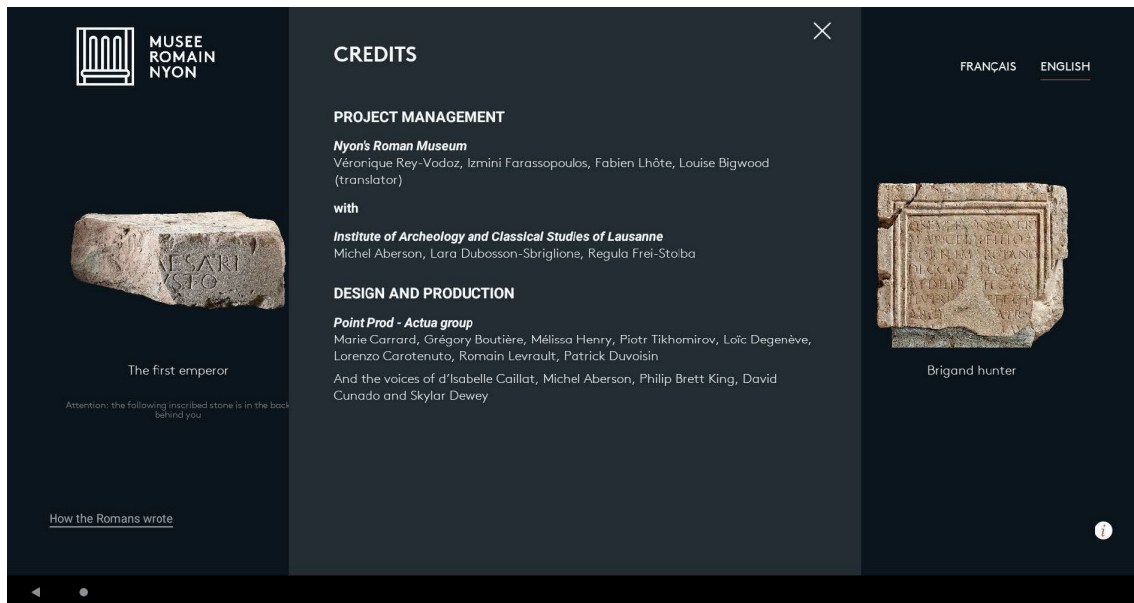 MUSEE
ROMAIN
NYON
CREDITS
FRANÇAIS
ENGLISH
PROJECT MANAGEMENT
Nyon's Roman Museum
Véronique Rey-Vodoz, Izmini Farassopoulos, Fabien Lhôte, Louise Bigwood
(translator)
with
Institute of Archeology and Classical Studies of Lausanne
Michel Aberson, Lara Dubosson-Sbriglione, Regula Frei-Stolba
DESIGN AND PRODUCTION
Point Prod - Actua group
Marie Carrard, Grégory Boutière, Mélissa Henry, Piotr Tikhomirov, Loïc Degenève,
Lorenzo Carotenuto, Romain Levrault, Patrick Duvoisin
And the voices of d'Isabelle Caillat, Michel Aberson, Philip Brett King, David
Cunado and Skylar Dewey
AESARI
STO
The first emperor
Attention: the following inscribed stone is in the back
behind you
Brigand hunter
How the Romans wrote
i